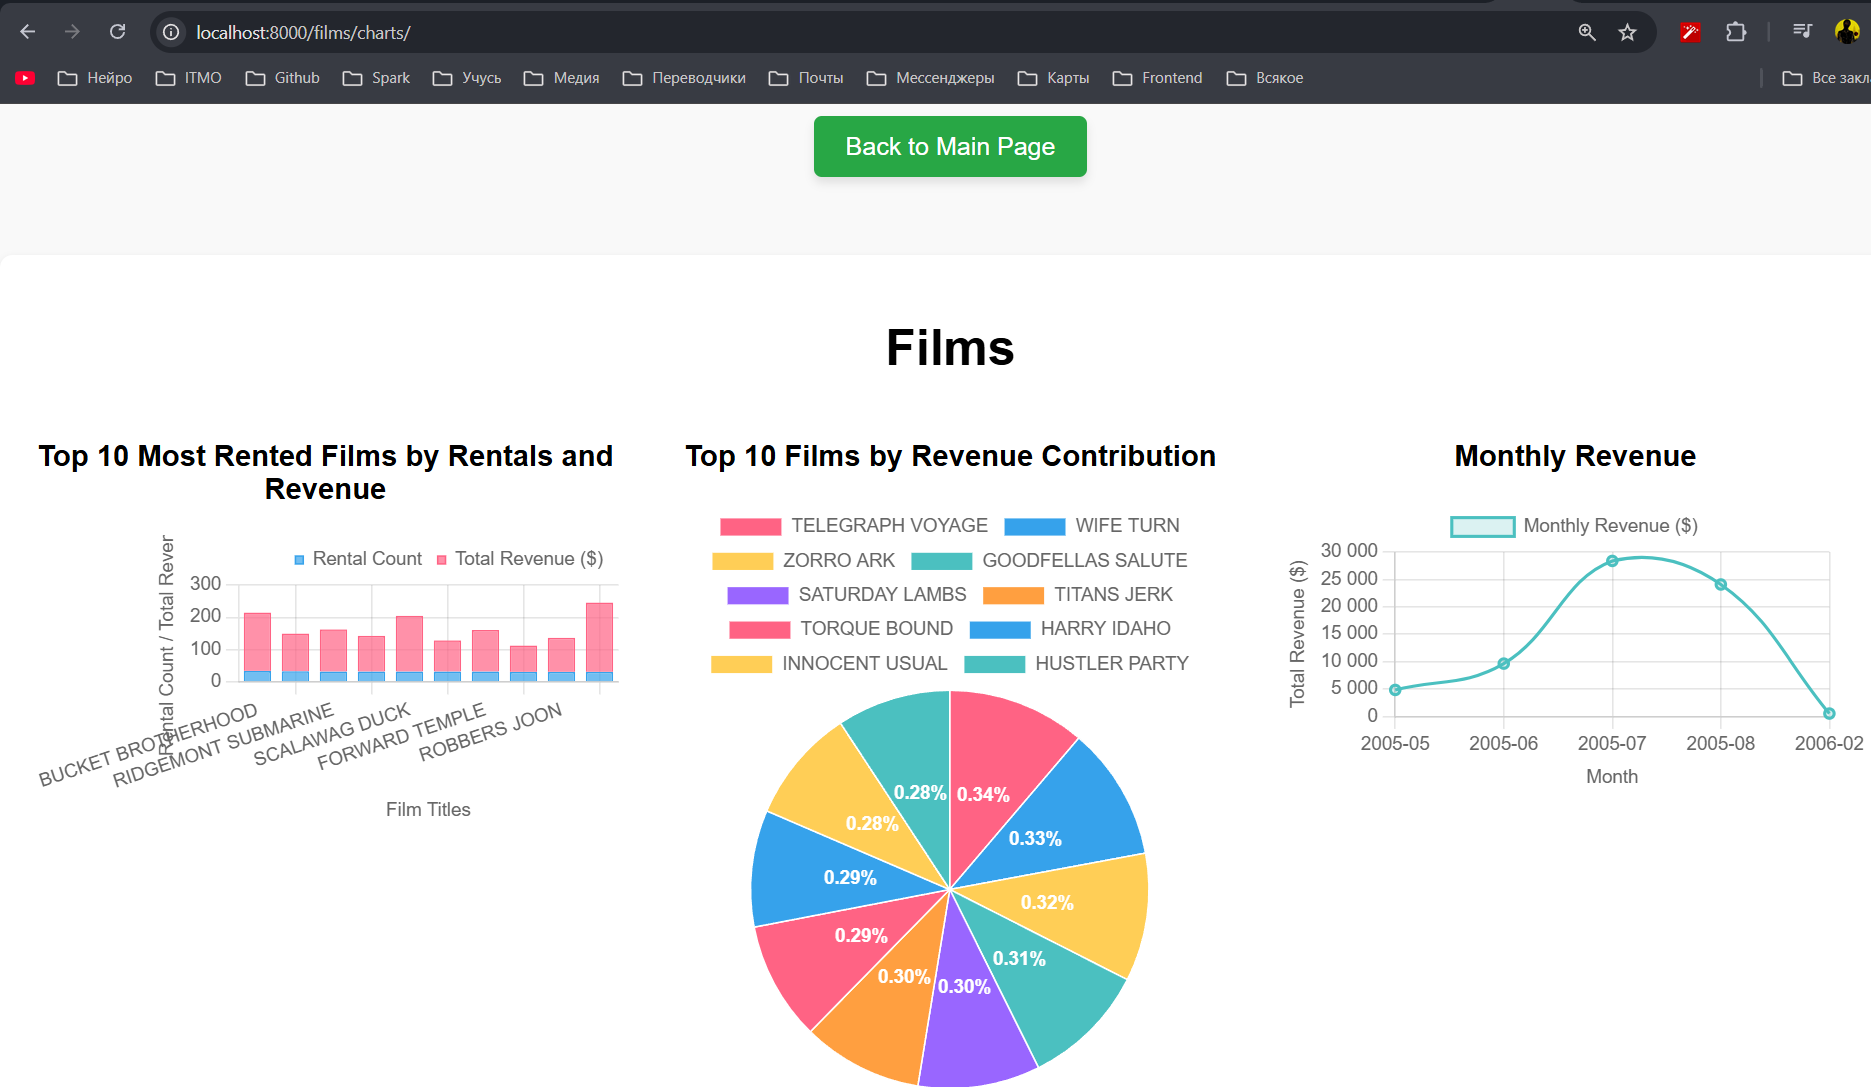 localhost:8000/films/charts/
Нейро ITMO Github Spark Учусь Медия Переводчики Почты Мессенджеры Карты Frontend Всякое Все закл
Back to Main Page
Films
Top 10 Most Rented Films by Rentals and
Revenue
Rental Count Total Revenue ($)
Rental Count / Total Rever
300
200
100
0
BUCKET BROTHERHOOD
RIDGEMONT SUBMARINE
SCALAWAG DUCK
FORWARD TEMPLE
ROBBERS JOON
Film Titles
Top 10 Films by Revenue Contribution
TELEGRAPH VOYAGE WIFE TURN
ZORRO ARK GOODFELLAS SALUTE
SATURDAY LAMBS TITANS JERK
TORQUE BOUND HARRY IDAHO
INNOCENT USUAL HUSTLER PARTY
0.28% 0.34%
0.28% 0.33%
0.29% 0.32%
0.29% 0.31%
0.30% 0.30%
Monthly Revenue
Monthly Revenue ($)
Total Revenue ($)
30 000
25 000
20 000
15 000
10 000
5 000
0
2005-05 2005-06 2005-07 2005-08 2006-02
Month